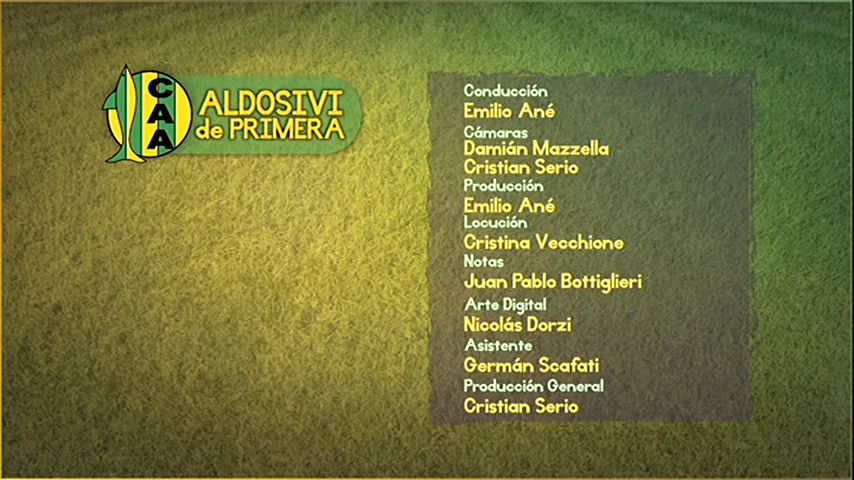 CAA
ALDOSIVI
de PRIMERA
Conducción
Emilio Ané
Cámaras
Damián Mazzella
Cristian Serio
Producción
Emilio Ané
Locución
Cristina Vecchione
Notas
Juan Pablo Bottiglieri
Arte Digital
Nicolás Dorzi
Asistente
Germán Scafati
Producción General
Cristian Serio